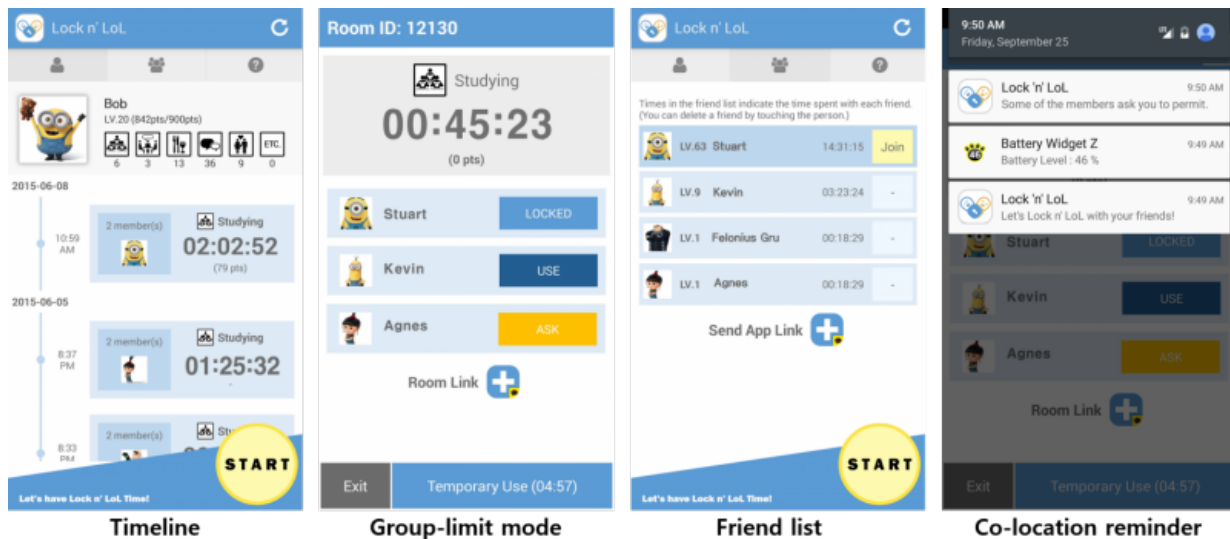 Lock n' LoL
Bob
LV.20 (842pts/900pts)
ETC.
6 3 13 36 9 0
2015-06-08
10:59 AM
2 member(s)
Studying
02:02:52
(79 pts)
2015-06-05
8:37 PM
2 member(s)
Studying
01:25:32
-
8:33 PM
2 member(s)
START
Let's have Lock n' LoL Time!
Timeline
Room ID: 12130
Studying
00:45:23
(0 pts)
Stuart LOCKED
Kevin USE
Agnes ASK
Room Link
Exit Temporary Use (04:57)
Group-limit mode
Lock n' LoL
Times in the friend list indicate the time spent with each friend.
(You can delete a friend by touching the person.)
LV.63 Stuart 14:31:15 Join
LV.9 Kevin 03:23:24 -
LV.1 Felonius Gru 00:18:29 -
LV.1 Agnes 00:18:29 -
Send App Link
START
Let's have Lock n' LoL Time!
Friend list
9:50 AM
Friday, September 25
Lock 'n' LoL 9:50 AM
Some of the members ask you to permit.
46
Battery Widget Z 9:49 AM
Battery Level : 46 %
Lock 'n' LoL 9:49 AM
Let's Lock n' LoL with your friends!
Stuart LOCKED
Kevin USE
Agnes ASK
Room Link
Exit Temporary Use (04:57)
Co-location reminder